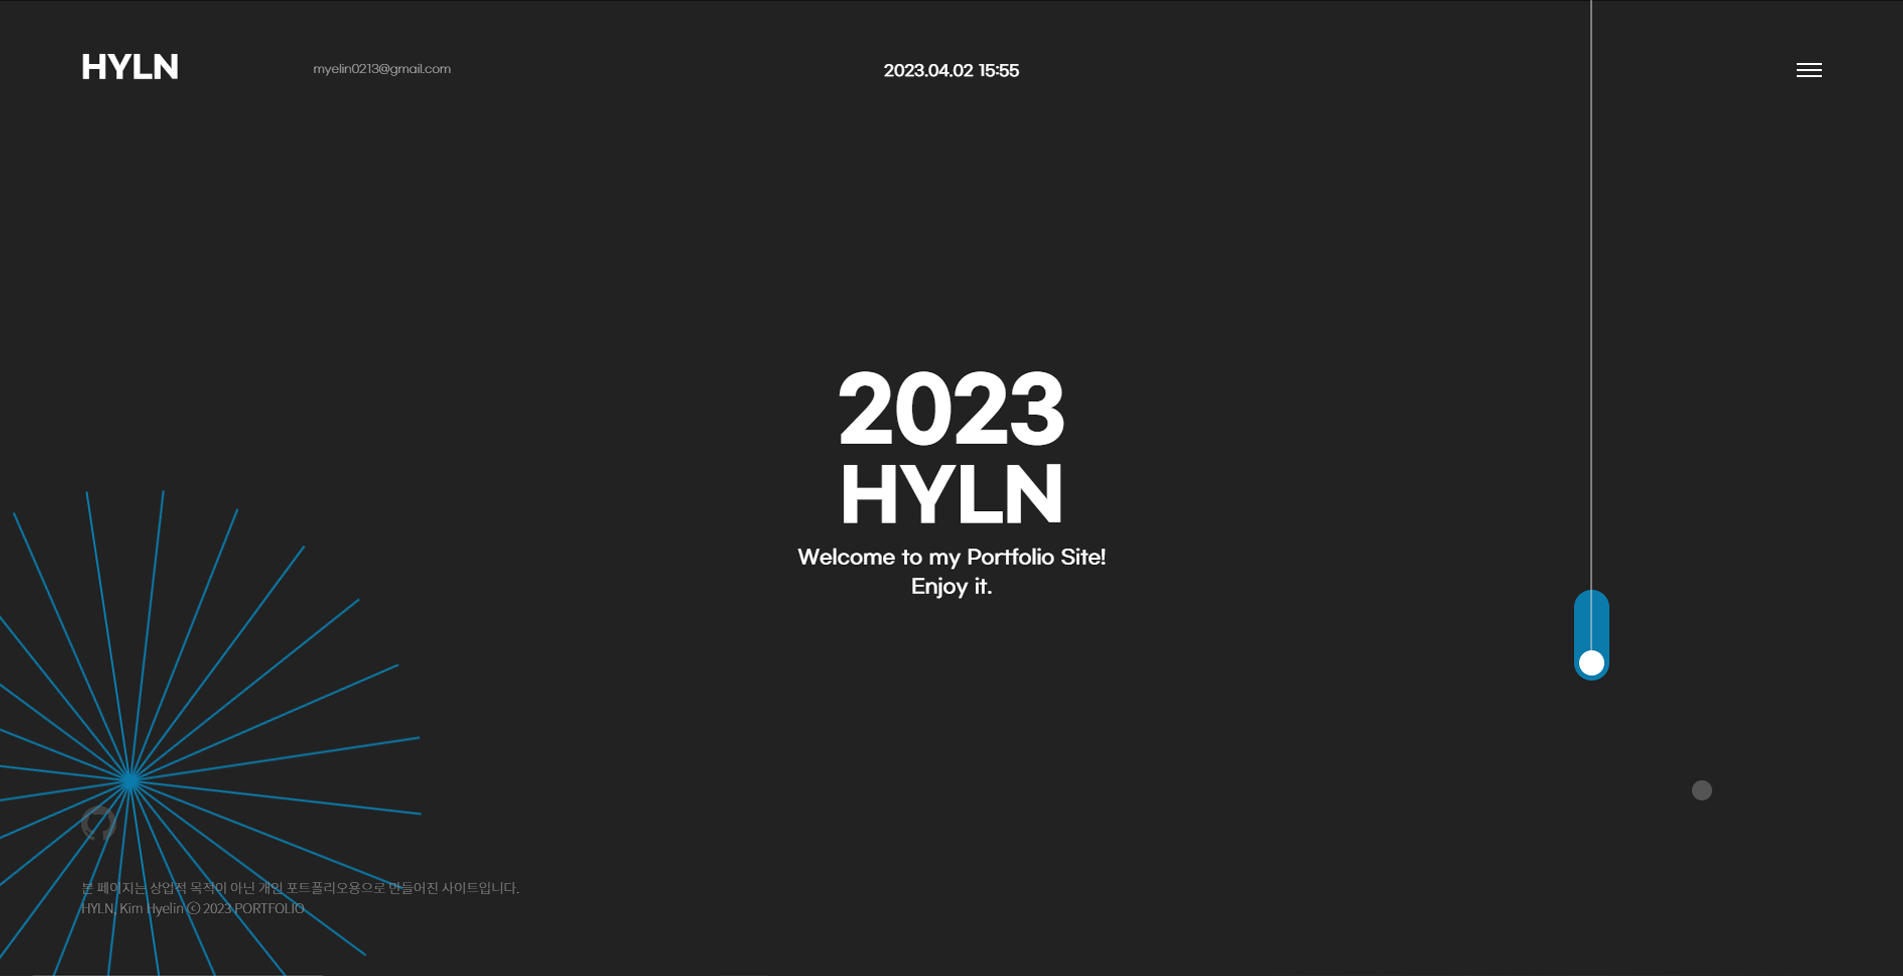 HYLN
myelin0213@gmail.com
2023.04.02 15:55
2023
HYLN
Welcome to my Portfolio Site!
Enjoy it.
본 페이지는 상업적 목적이 아닌 개인 포트폴리오용으로 만들어진 사이트입니다.
HYLN, Kim Hyelin ⓒ 2023 PORTFOLIO